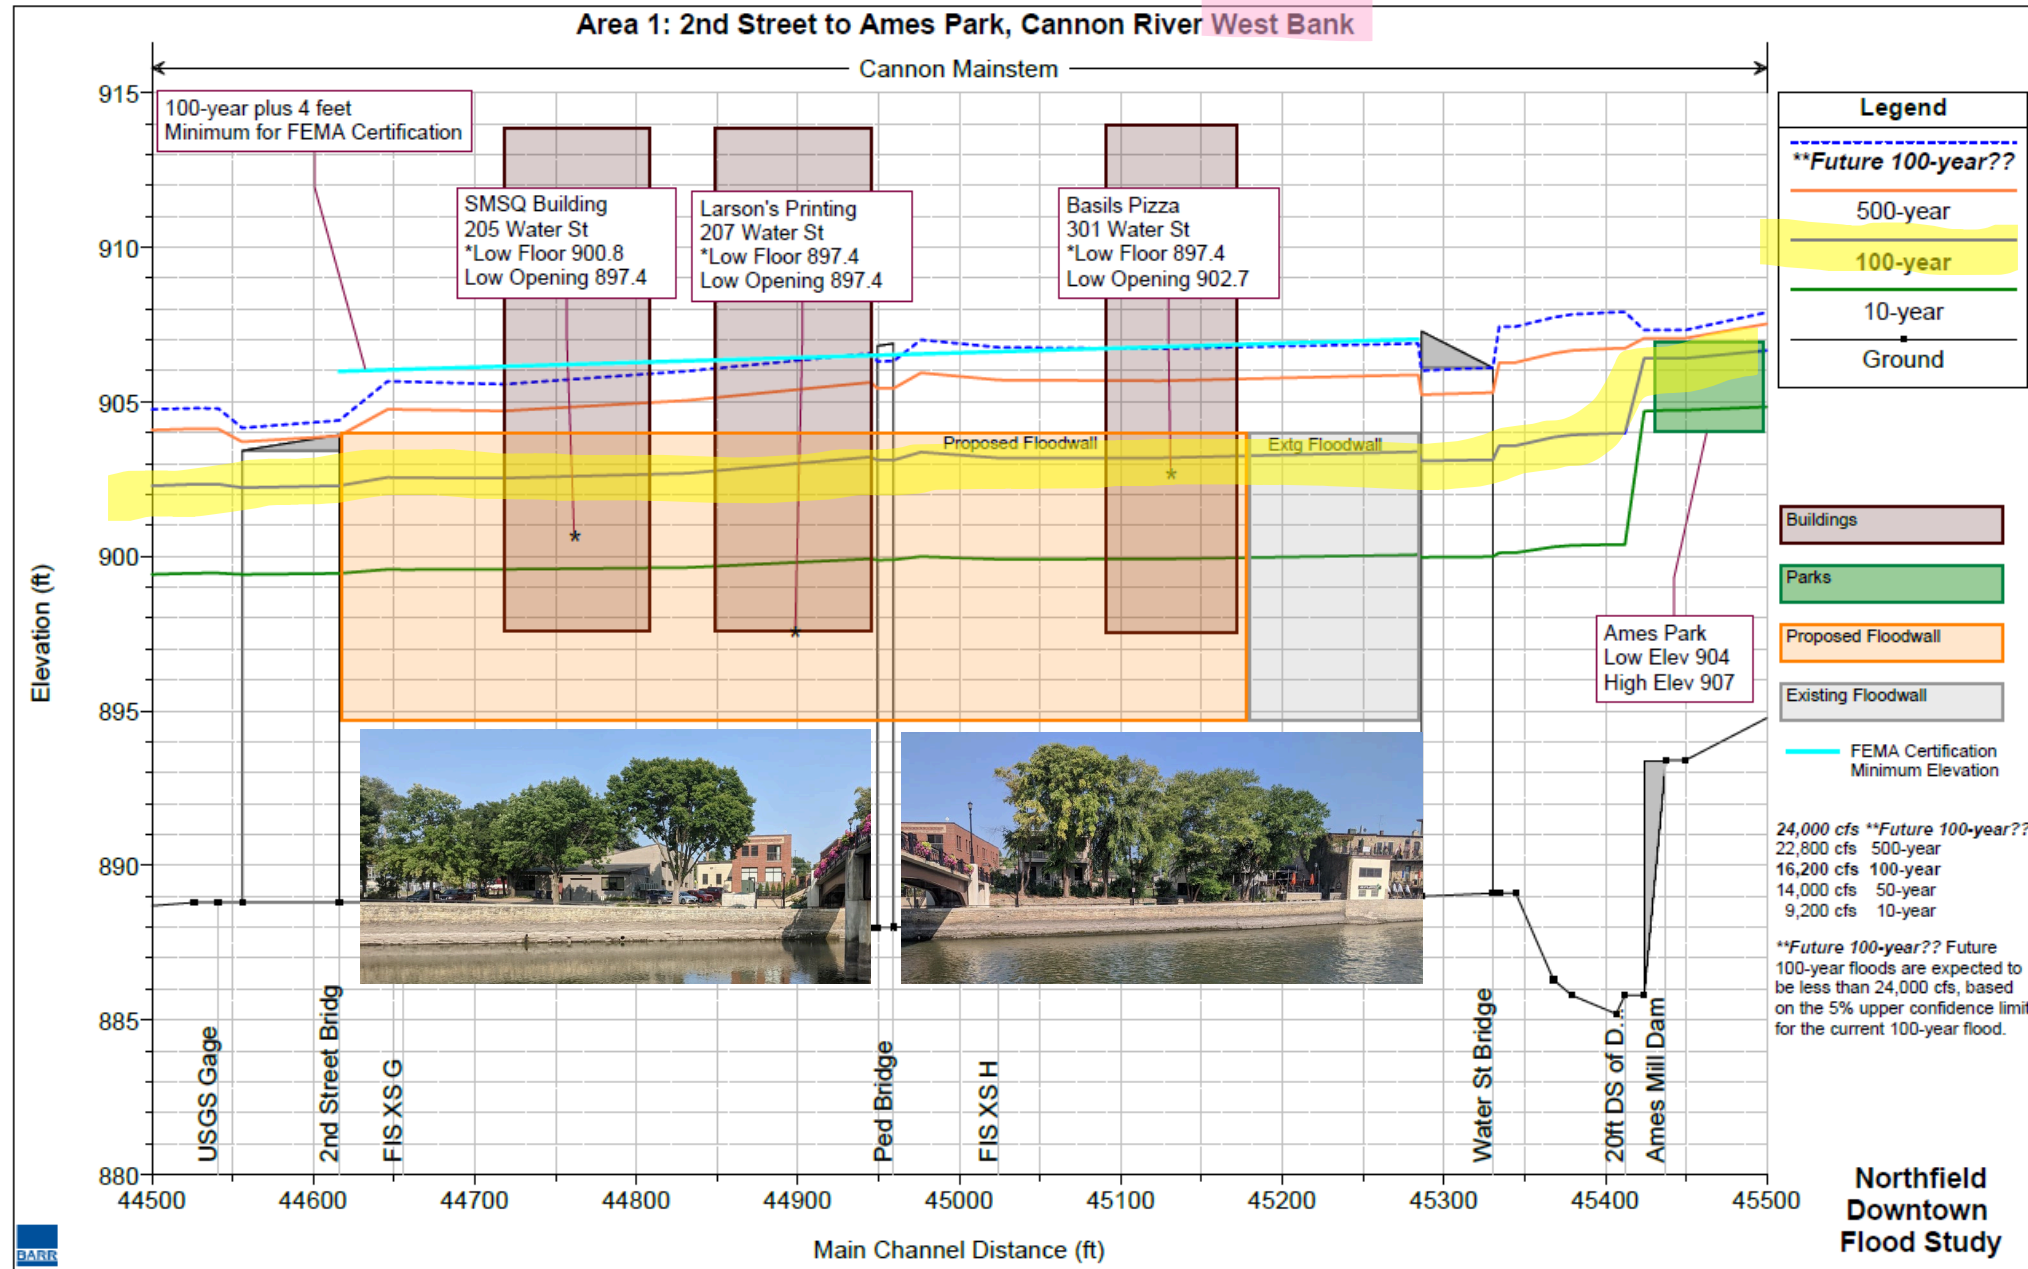 Area 1: 2nd Street to Ames Park, Cannon River West Bank
Cannon Mainstem
915
910
905
900
895
890
885
880
Elevation (ft)
100-year plus 4 feet
Minimum for FEMA Certification
SMSQ Building
205 Water St
*Low Floor 900.8
Low Opening 897.4
Larson's Printing
207 Water St
*Low Floor 897.4
Low Opening 897.4
Basils Pizza
301 Water St
*Low Floor 897.4
Low Opening 902.7
Proposed Floodwall
Extg Floodwall
Ames Park
Low Elev 904
High Elev 907
USGS Gage
2nd Street Bridg
FIS XS G
Ped Bridge
FIS XS H
Water St Bridge
20ft DS of D...
Ames Mill Dam
44500
44600
44700
44800
44900
45000
45100
45200
45300
45400
45500
Main Channel Distance (ft)
Legend
**Future 100-year??
500-year
100-year
10-year
Ground
Buildings
Parks
Proposed Floodwall
Existing Floodwall
FEMA Certification
Minimum Elevation
24,000 cfs **Future 100-year??
22,800 cfs 500-year
16,200 cfs 100-year
14,000 cfs 50-year
9,200 cfs 10-year
**Future 100-year?? Future
100-year floods are expected to
be less than 24,000 cfs, based
on the 5% upper confidence limit
for the current 100-year flood.
Northfield
Downtown
Flood Study
BARR